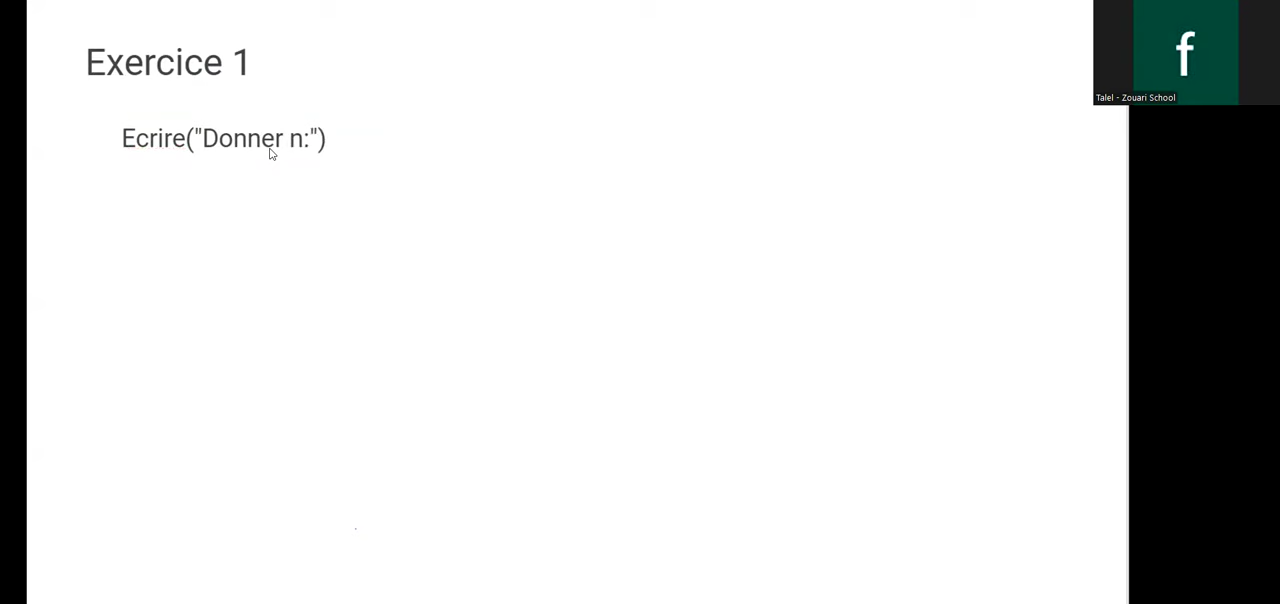 Exercice 1
Ecrire("Donner n:")
f
Talel - Zouari School